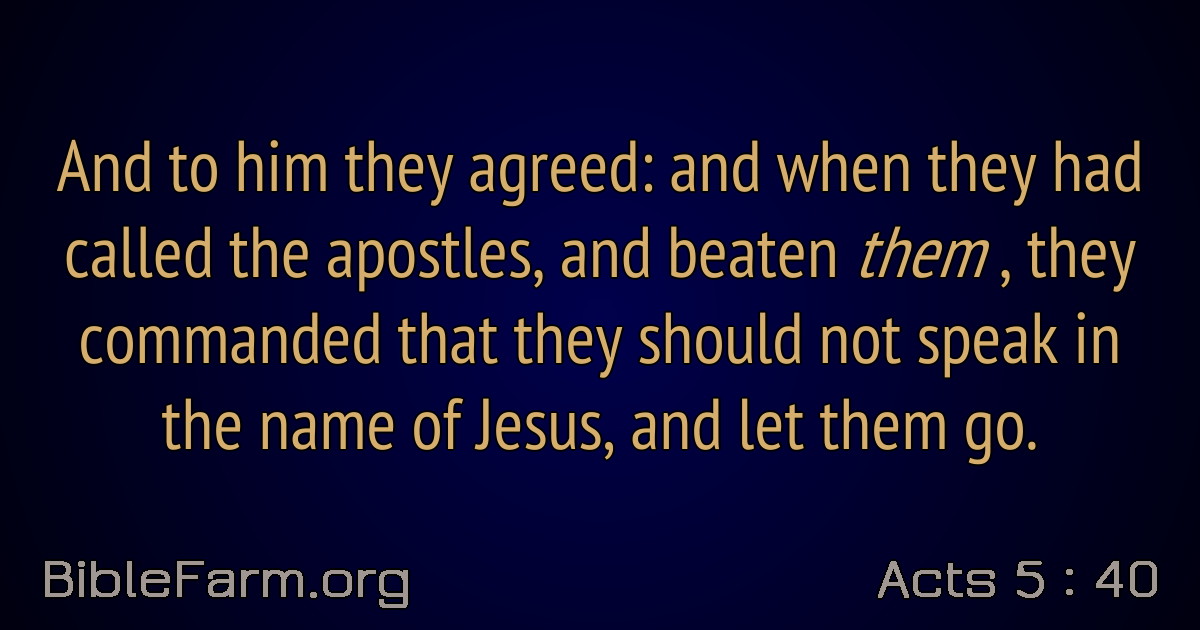 And to him they agreed: and when they had
called the apostles, and beaten them , they
commanded that they should not speak in
the name of Jesus, and let them go.
BibleFarm.org
Acts 5 : 40